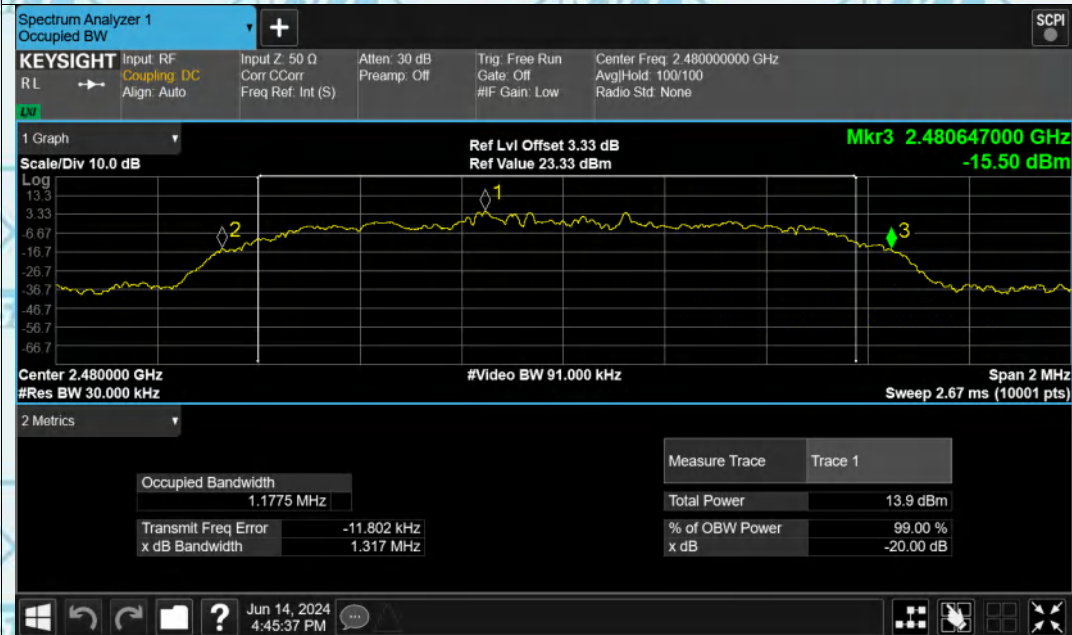 Spectrum Analyzer 1
Occupied BW
+
SCPI
KEYSIGHT
RL
LXI
Input: RF
Coupling: DC
Align: Auto
Input Z: 50 Ω
Corr CCorr
Freq Ref: Int (S)
Atten: 30 dB
Preamp: Off
Trig: Free Run
Gate: Off
#IF Gain: Low
Center Freq: 2.480000000 GHz
Avg|Hold: 100/100
Radio Std: None
1 Graph
Scale/Div 10.0 dB
Ref Lvl Offset 3.33 dB
Ref Value 23.33 dBm
Mkr3 2.480647000 GHz
-15.50 dBm
Log
13.3
3.33
-6.67
-16.7
-26.7
-36.7
-46.7
-56.7
-66.7
1
2
3
Center 2.480000 GHz
#Res BW 30.000 kHz
#Video BW 91.000 kHz
Span 2 MHz
Sweep 2.67 ms (10001 pts)
2 Metrics
Occupied Bandwidth
1.1775 MHz
Transmit Freq Error -11.802 kHz
x dB Bandwidth 1.317 MHz
Measure Trace Trace 1
Total Power 13.9 dBm
% of OBW Power 99.00 %
x dB -20.00 dB
?
Jun 14, 2024
4:45:37 PM